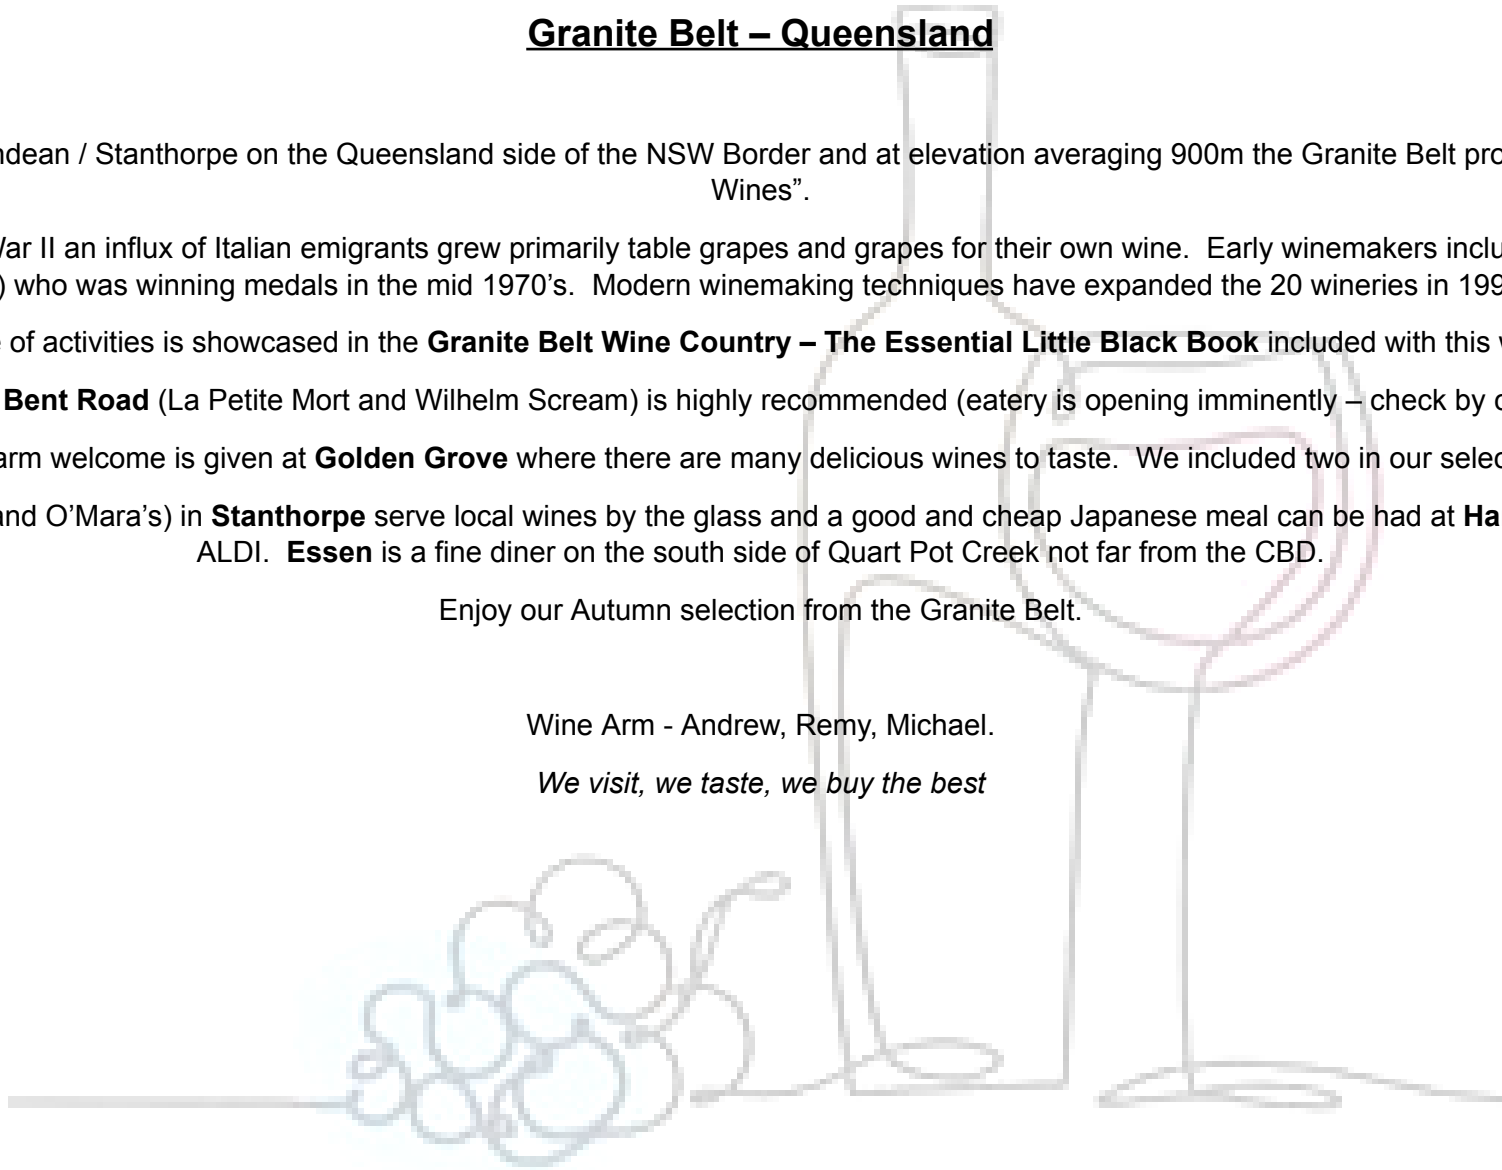 Granite Belt – Queensland
ndean / Stanthorpe on the Queensland side of the NSW Border and at elevation averaging 900m the Granite Belt pro
Wines”.
War II an influx of Italian emigrants grew primarily table grapes and grapes for their own wine.  Early winemakers inclu
) who was winning medals in the mid 1970’s.  Modern winemaking techniques have expanded the 20 wineries in 199
e of activities is showcased in the Granite Belt Wine Country – The Essential Little Black Book included with this
Bent Road (La Petite Mort and Wilhelm Scream) is highly recommended (eatery is opening imminently – check by
arm welcome is given at Golden Grove where there are many delicious wines to taste.  We included two in our selec
and O’Mara’s) in Stanthorpe serve local wines by the glass and a good and cheap Japanese meal can be had at Ha
ALDI.  Essen is a fine diner on the south side of Quart Pot Creek not far from the CBD.
Enjoy our Autumn selection from the Granite Belt.
Wine Arm - Andrew, Remy, Michael.
We visit, we taste, we buy the best